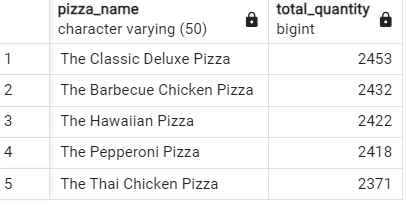 pizza_name total_quantity
character varying (50) bigint
1 The Classic Deluxe Pizza 2453
2 The Barbecue Chicken Pizza 2432
3 The Hawaiian Pizza 2422
4 The Pepperoni Pizza 2418
5 The Thai Chicken Pizza 2371